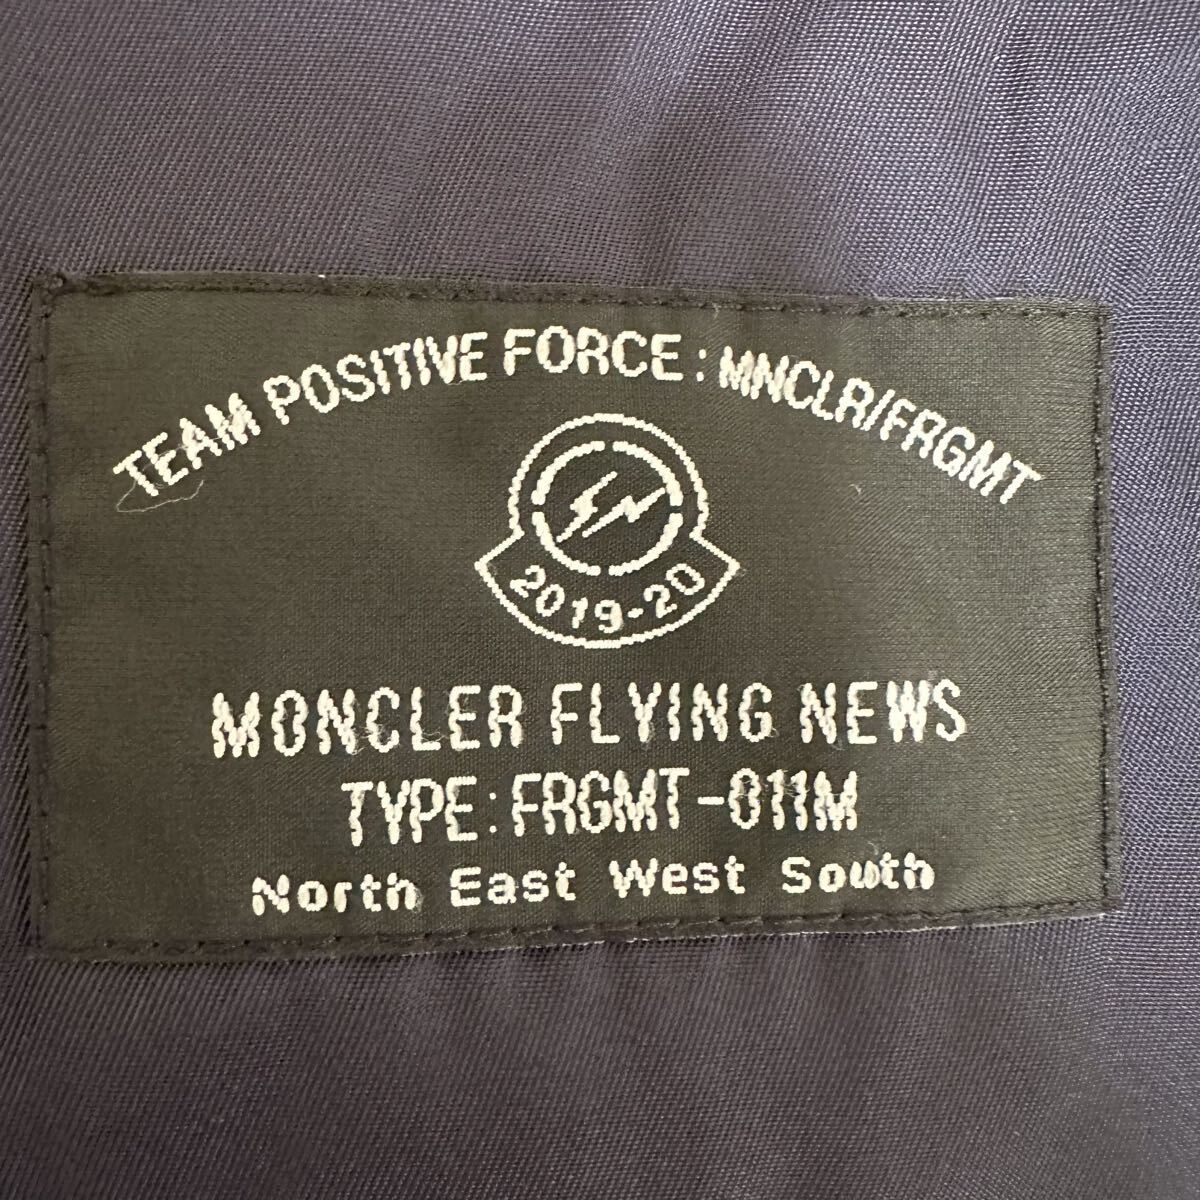 TEAM POSITIVE FORCE : MNCLR/FRGMT
2019-20
MONCLER FLYING NEWS
TYPE : FRGMT-011M
North East West South